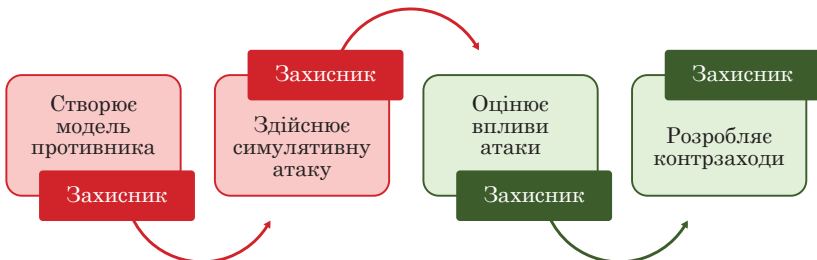 Створює
модель
противника
Захисник
Захисник
Здійснює
симулятивну
атаку
Оцінює
впливи
атаки
Захисник
Захисник
Розробляє
контрзаходи